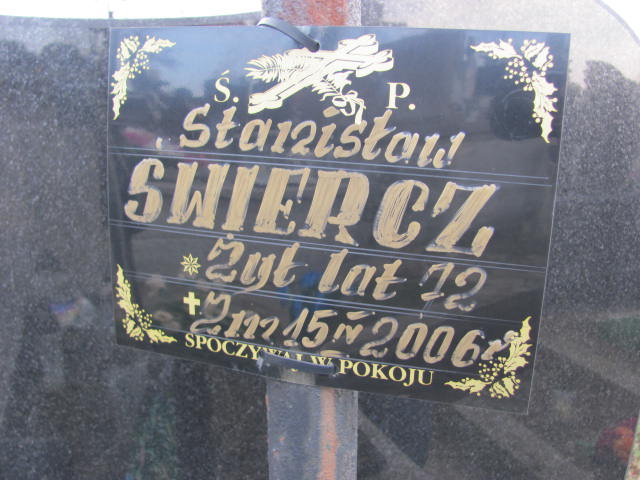 Ś. P.
Stanisław
SWIERCZ
Żył lat 72
Zm 15 IV 2006 r
SPOCZYWAJ W POKOJU